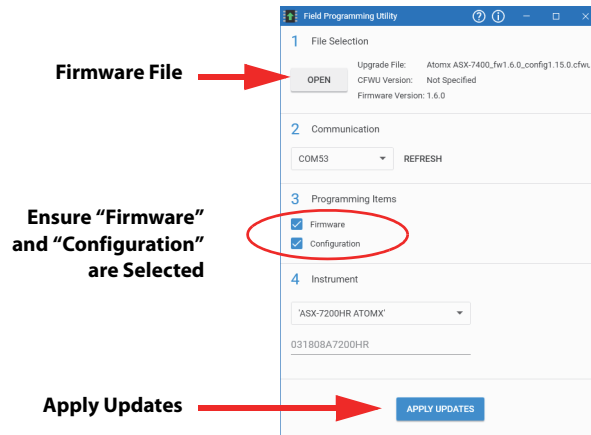 Field Programming Utility
1 File Selection
Firmware File
OPEN
Upgrade File: Atomx ASX-7400_fw1.6.0_config1.15.0.cfwu
CFWU Version: Not Specified
Firmware Version: 1.6.0
2 Communication
COM53 REFRESH
3 Programming Items
Ensure “Firmware”
and “Configuration”
are Selected
Firmware
Configuration
4 Instrument
'ASX-7200HR ATOMX'
031808A7200HR
Apply Updates
APPLY UPDATES